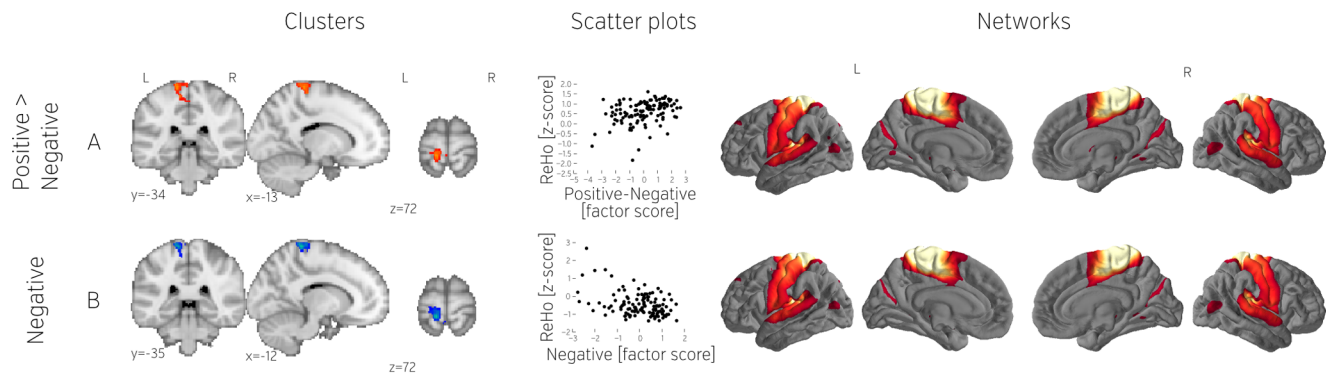 Clusters
Scatter plots
Networks
Positive >
Negative
A
L
R
L
R
y=-34
x=-13
z=72
ReHo [z-score]
2.0
1.5
1.0
0.5
0.0
-0.5
-1.0
-1.5
-2.0
-2.5
-5 -4 -3 -2 -1 0 1 2 3
Positive-Negative
[factor score]
L
R
Negative
B
y=-35
x=-12
z=72
ReHo [z-score]
3
2
1
0
-1
-2
-3 -2 -1 0 1 2
Negative [factor score]